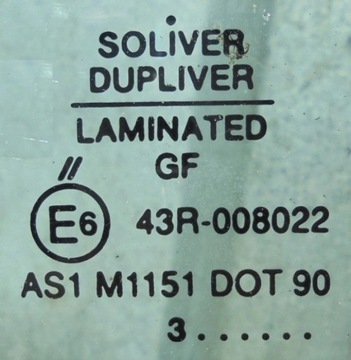 SOLIVER
DUPLIVER
LAMINATED
GF
//
E6 43R-008022
AS1 M1151 DOT 90
3......